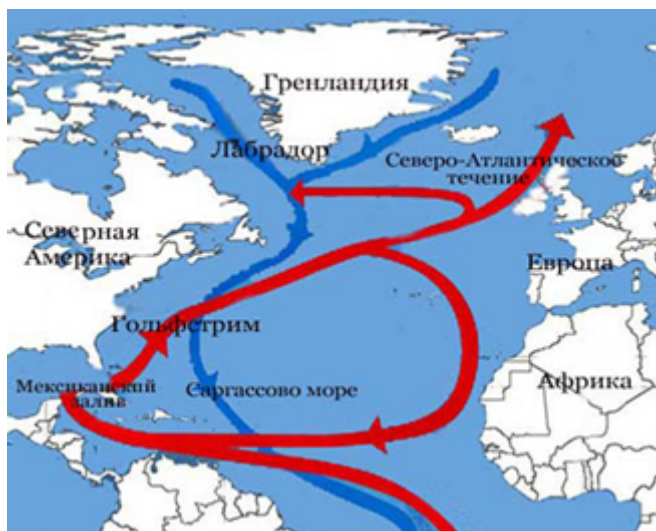 Гренландия
Лабрадор
Северо-Атлантическое
течение
Северная
Америка
Европа
Гольфстрим
Мексиканский
залив
Саргассово море
Африка